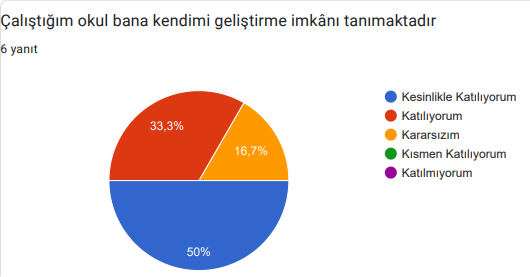 Çalıştığım okul bana kendimi geliştirme imkânı tanımaktadır
6 yanıt
Kesinlikle Katılıyorum
Katılıyorum
Kararsızım
Kısmen Katılıyorum
Katılmıyorum
33,3%
16,7%
50%